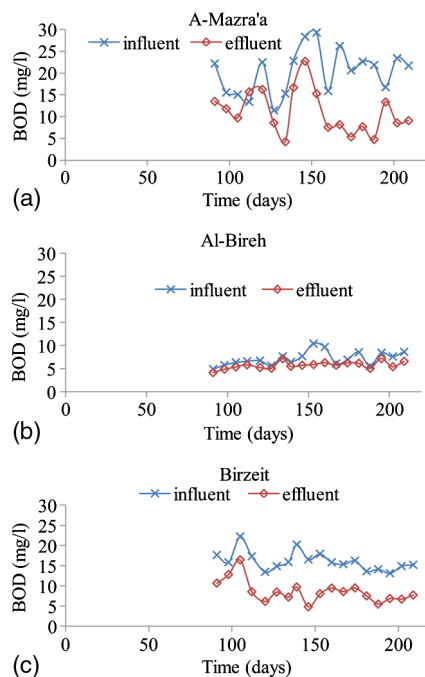 A-Mazra'a
influent effluent
BOD (mg/l)
30
25
20
15
10
5
0
0 50 100 150 200
Time (days)
(a)
Al-Bireh
influent effluent
BOD (mg/l)
30
25
20
15
10
5
0
0 50 100 150 200
Time (days)
(b)
Birzeit
influent effluent
BOD (mg/l)
30
25
20
15
10
5
0
0 50 100 150 200
Time (days)
(c)